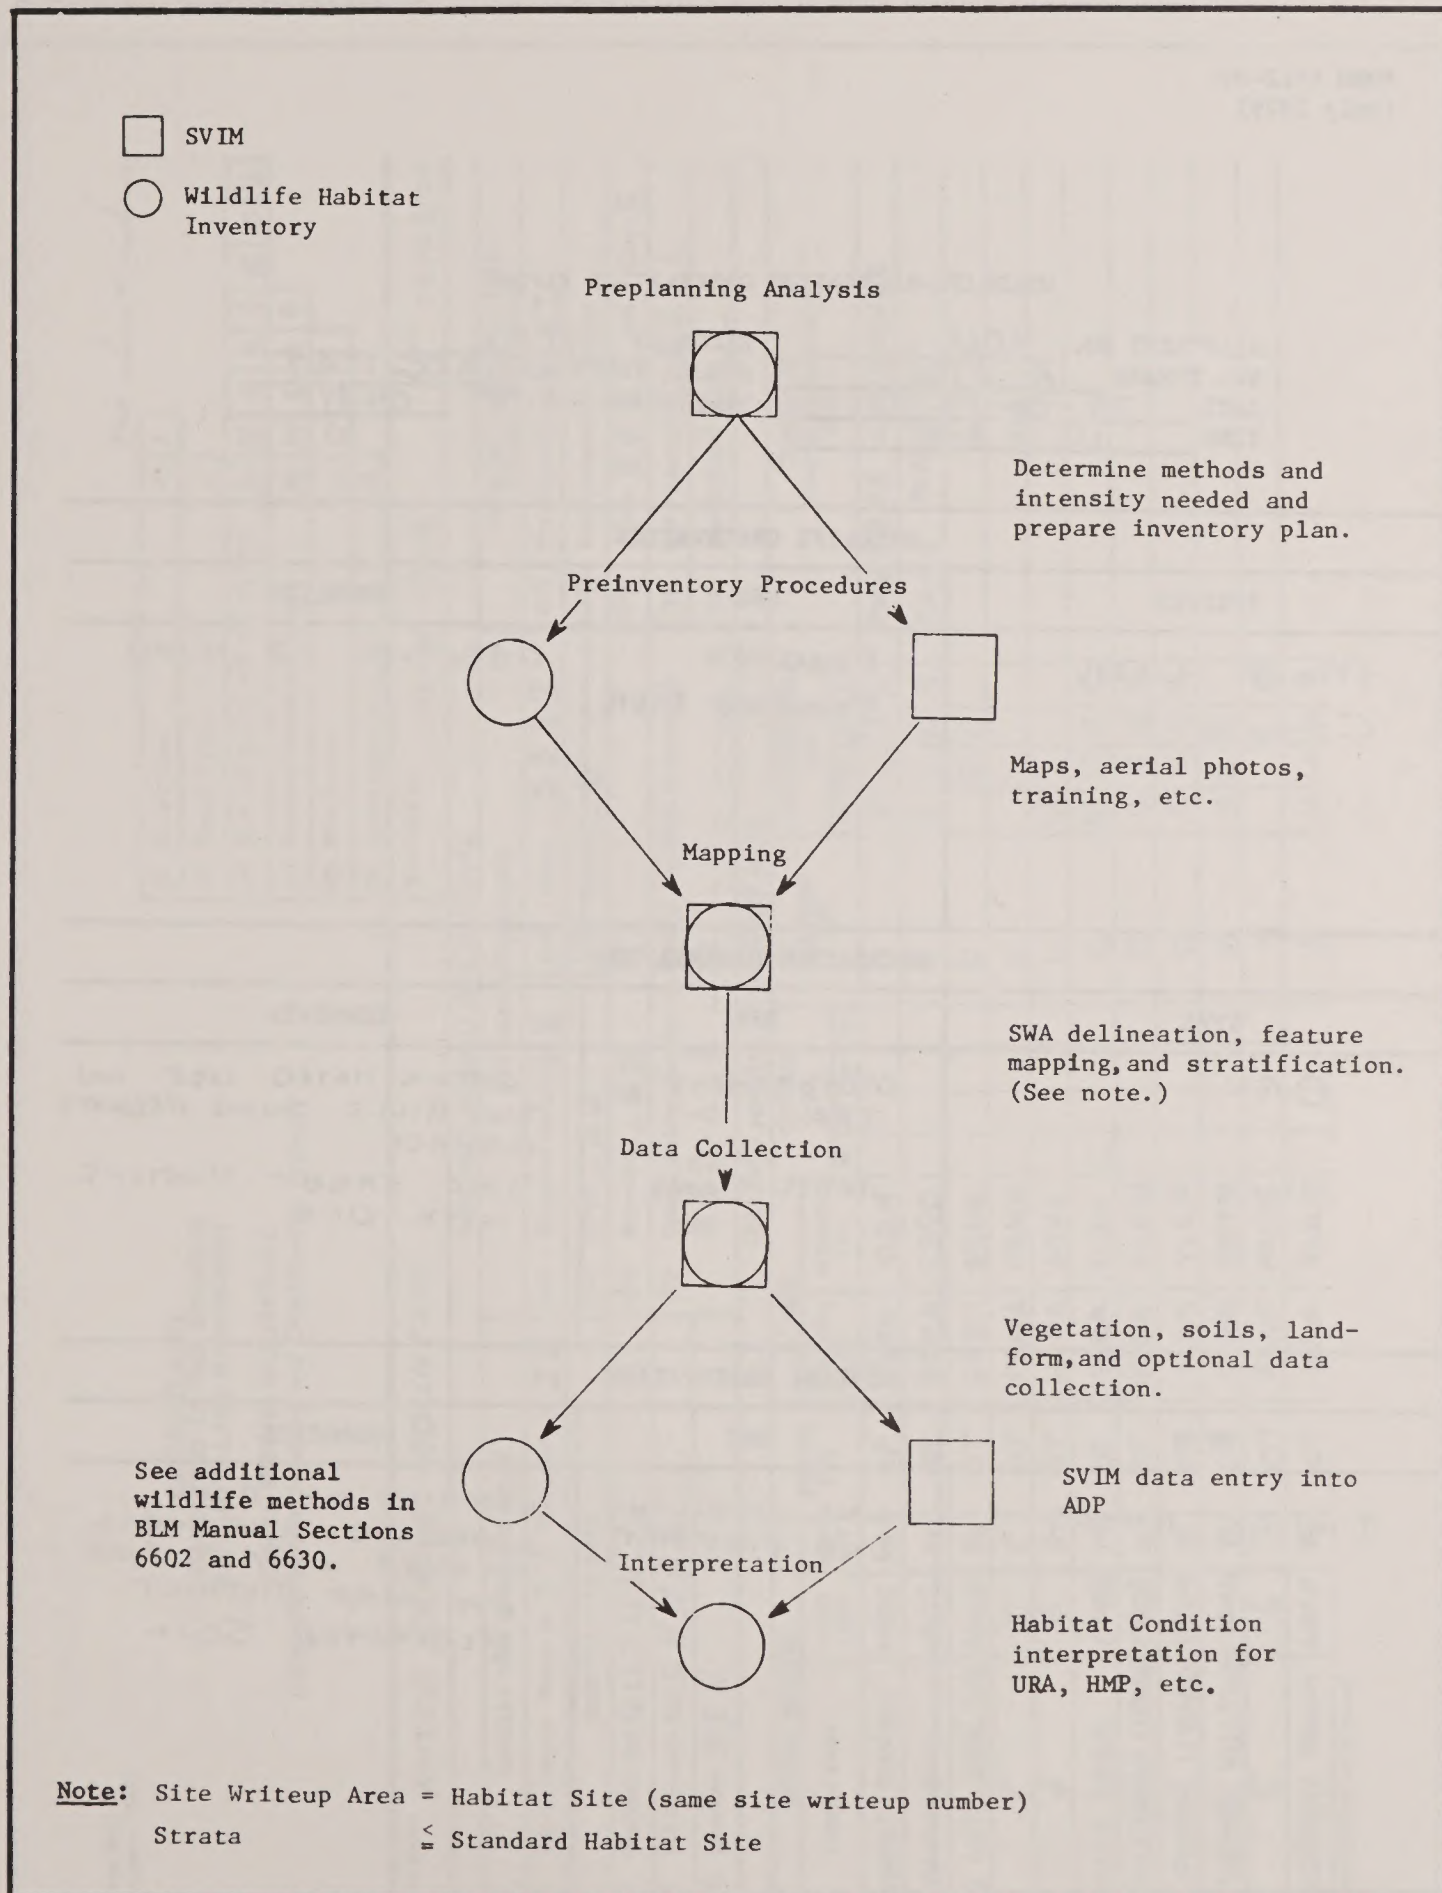 SVIM
Wildlife Habitat
Inventory
Preplanning Analysis
Determine methods and
intensity needed and
prepare inventory plan.
Preinventory Procedures
Maps, aerial photos,
training, etc.
Mapping
SWA delineation, feature
mapping, and stratification.
(See note.)
Data Collection
Vegetation, soils, land-
form, and optional data
collection.
See additional
wildlife methods in
BLM Manual Sections
6602 and 6630.
SVIM data entry into
ADP
Interpretation
Habitat Condition
interpretation for
URA, HMP, etc.
Note: Site Writeup Area = Habitat Site (same site writeup number)
Strata ≦ Standard Habitat Site